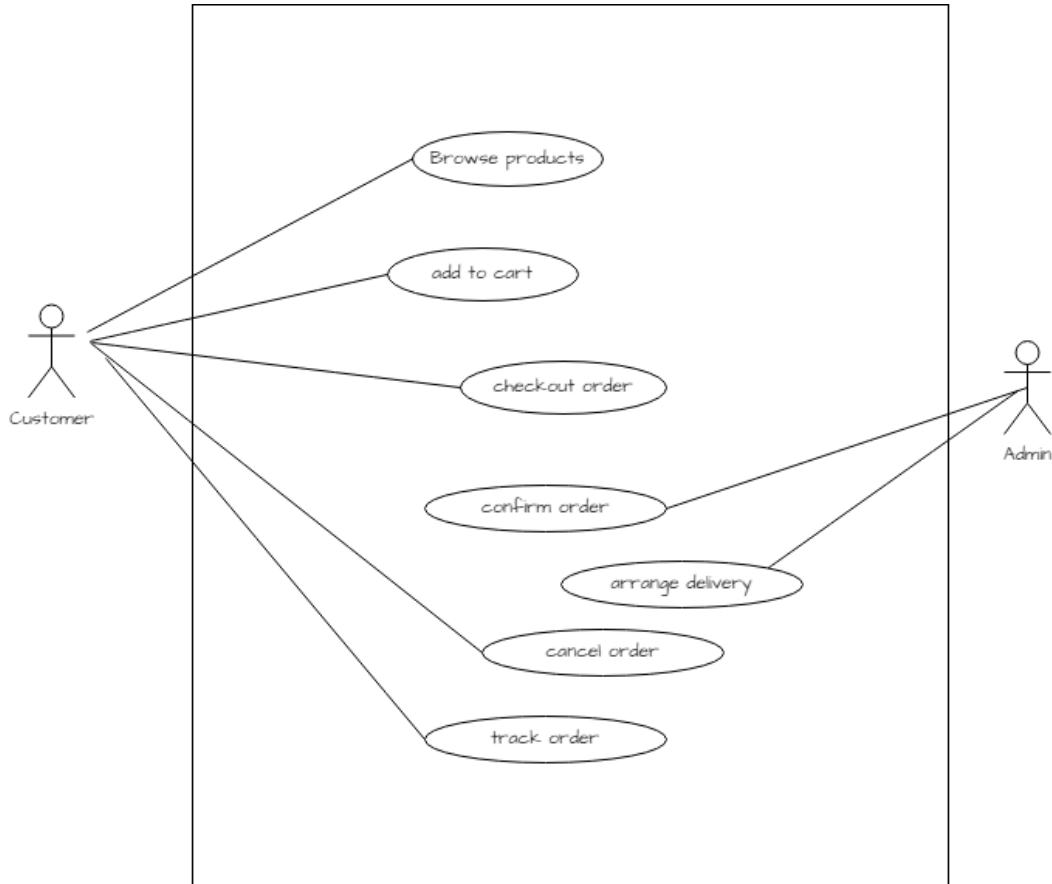 Browse products
add to cart
checkout order
Customer
Admin
confirm order
arrange delivery
cancel order
track order